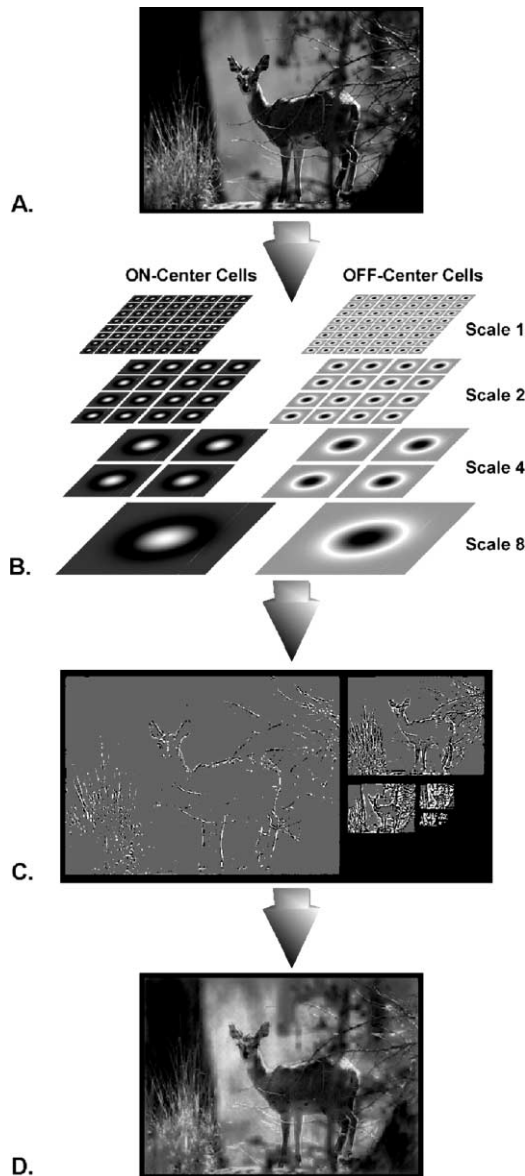 A.
ON-Center Cells OFF-Center Cells
Scale 1
Scale 2
Scale 4
Scale 8
B.
C.
D.